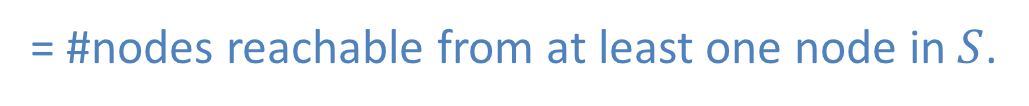 = #nodes reachable from at least one node in S.